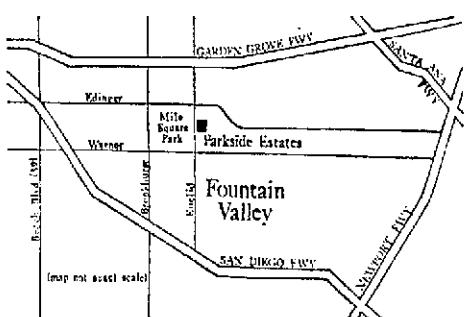 GARDEN GROVE FWY
SANTA ANA
FWY
Edinger
Mile
Square
Park
Parkside Estates
Warner
Beach Blvd
Brookhurst
Euclid
Fountain
Valley
SAN DIEGO FWY
NEWPORT FWY
(map not exact scale)